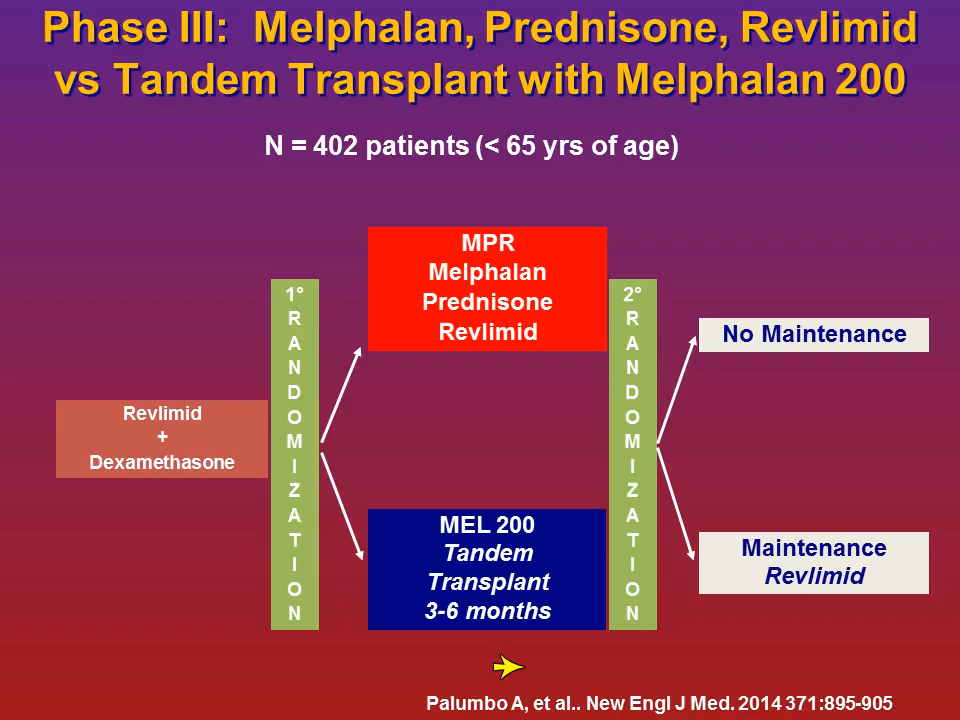 Phase III: Melphalan, Prednisone, Revlimid
vs Tandem Transplant with Melphalan 200
N = 402 patients (< 65 yrs of age)
Revlimid
+
Dexamethasone
1°
R
A
N
D
O
M
I
Z
A
T
I
O
N
MPR
Melphalan
Prednisone
Revlimid
MEL 200
Tandem
Transplant
3-6 months
2°
R
A
N
D
O
M
I
Z
A
T
I
O
N
No Maintenance
Maintenance
Revlimid
Palumbo A, et al.. New Engl J Med. 2014 371:895-905